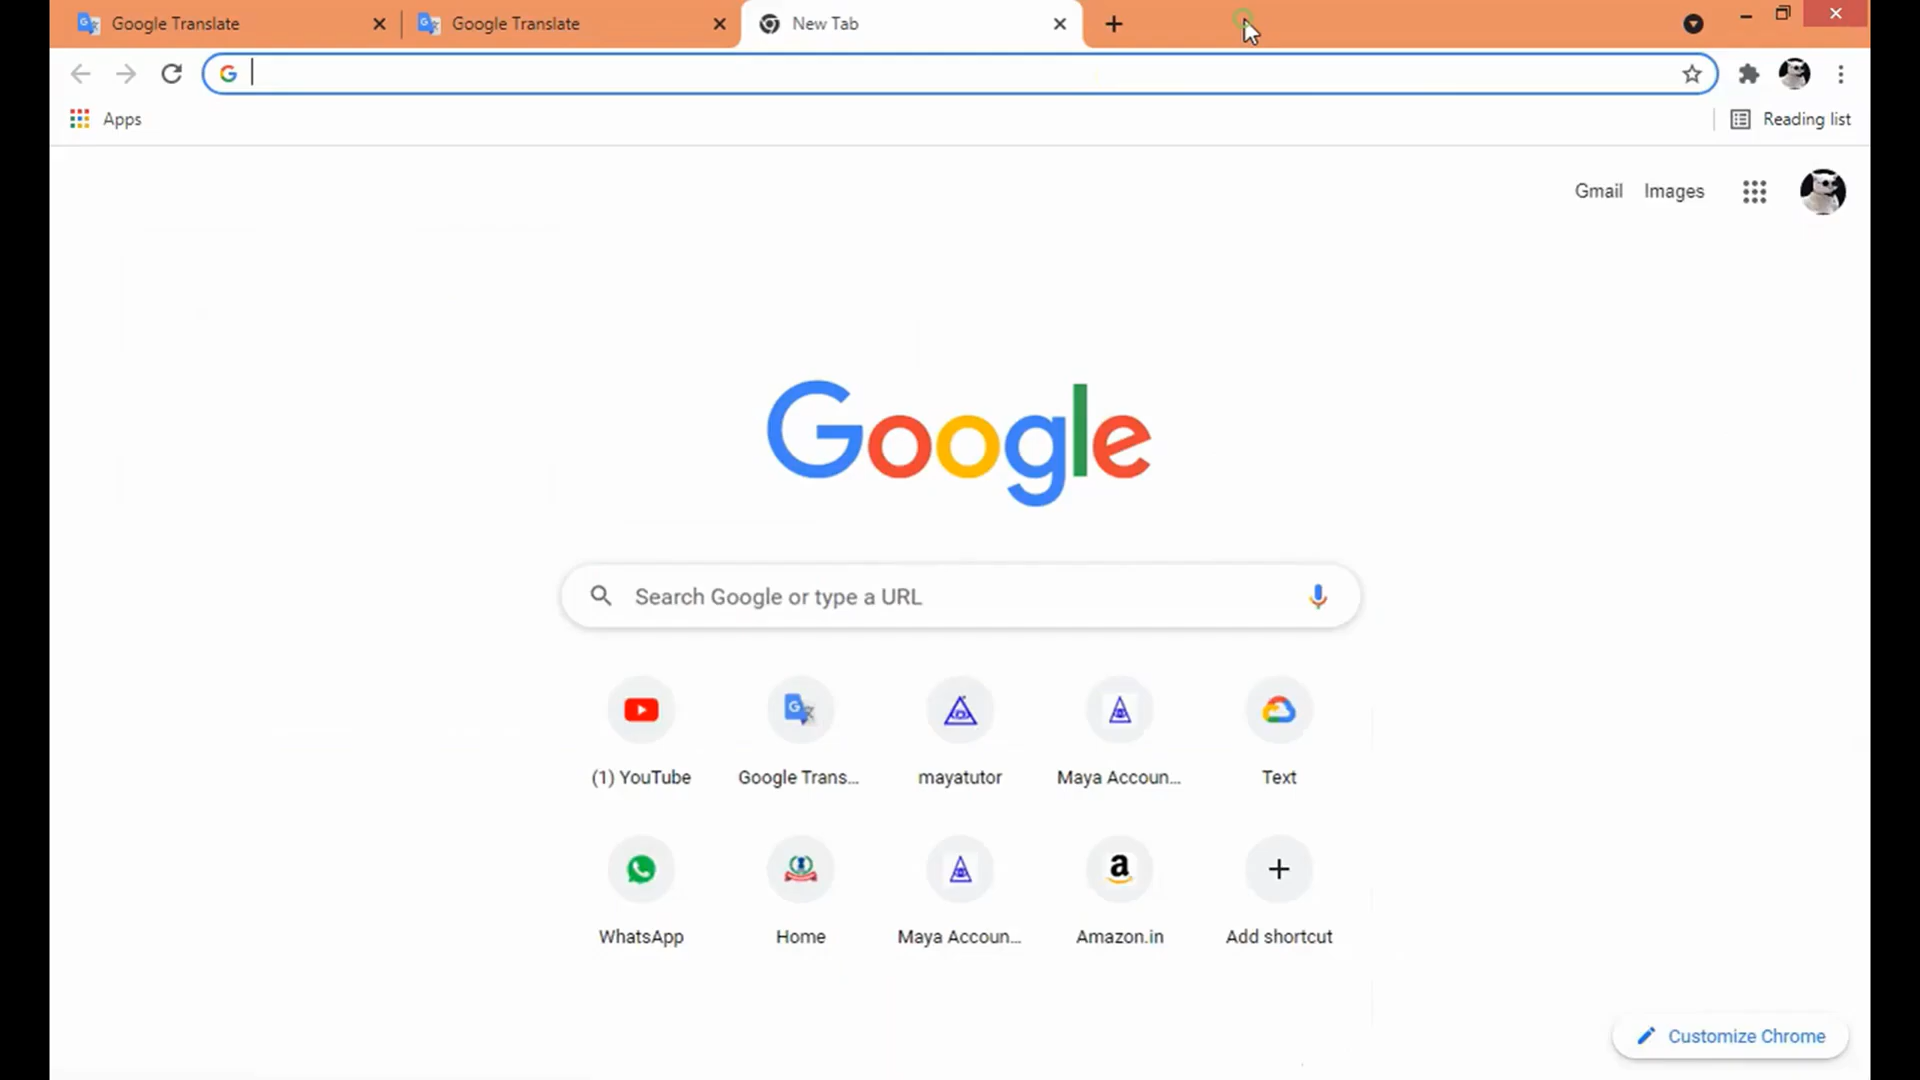 Google Translate
Google Translate
New Tab
Apps
Reading list
Gmail
Images
Google
Search Google or type a URL
(1) YouTube
Google Trans...
mayatutor
Maya Accoun...
Text
WhatsApp
Home
Maya Accoun...
Amazon.in
Add shortcut
Customize Chrome